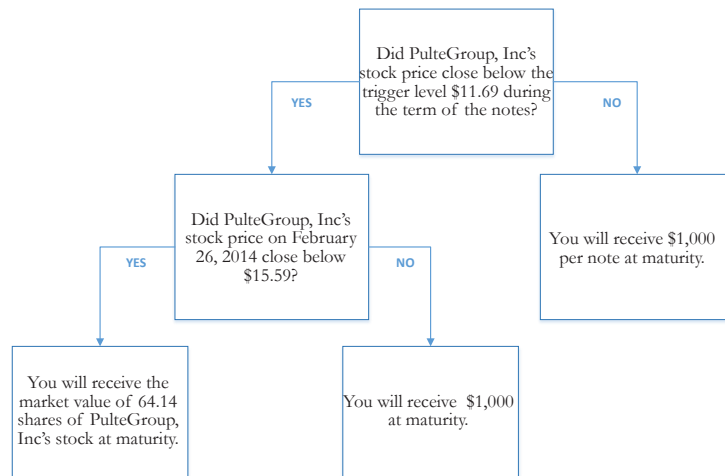 Did PulteGroup, Inc's
stock price close below the
trigger level $11.69 during
the term of the notes?
YES
NO
Did PulteGroup, Inc's
stock price on February
26, 2014 close below
$15.59?
You will receive $1,000
per note at maturity.
YES
NO
You will receive the
market value of 64.14
shares of PulteGroup,
Inc's stock at maturity.
You will receive $1,000
at maturity.